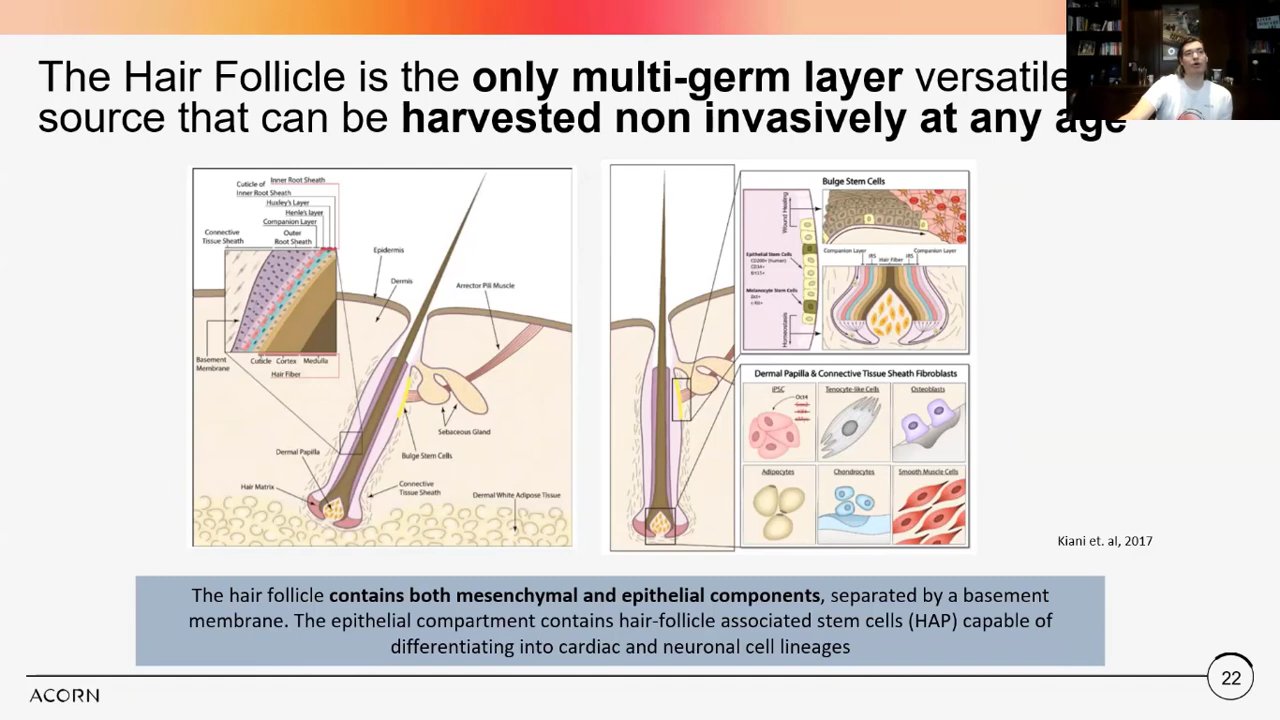 The Hair Follicle is the only multi-germ layer versatile
source that can be harvested non invasively at any age
Inner Root Sheath
Cuticle of
Inner Root Sheath
Huxley's Layer
Henle's layer
Companion Layer
Outer
Root Sheath
Connective
Tissue Sheath
Epidermis
Dermis
Arrector Pili Muscle
Basement
Membrane
Cuticle Cortex Medulla
Hair Fiber
Sebaceous Gland
Dermal Papilla
Bulge Stem Cells
Hair Matrix
Connective
Tissue Sheath
Dermal White Adipose Tissue
Bulge Stem Cells
Wound Healing
Epithelial Stem Cells
CD200+ (human)
CD34+
Melanocyte Stem Cells
Homeostasis
Companion Layer
IRS
Hair Fiber
IRS
Companion Layer
Dermal Papilla & Connective Tissue Sheath Fibroblasts
iPSC
Oct4
Tenocyte-like Cells
Osteoblasts
Adipocytes
Chondrocytes
Smooth Muscle Cells
Kiani et. al, 2017
The hair follicle contains both mesenchymal and epithelial components, separated by a basement
membrane. The epithelial compartment contains hair-follicle associated stem cells (HAP) capable of
differentiating into cardiac and neuronal cell lineages
ACORN
22